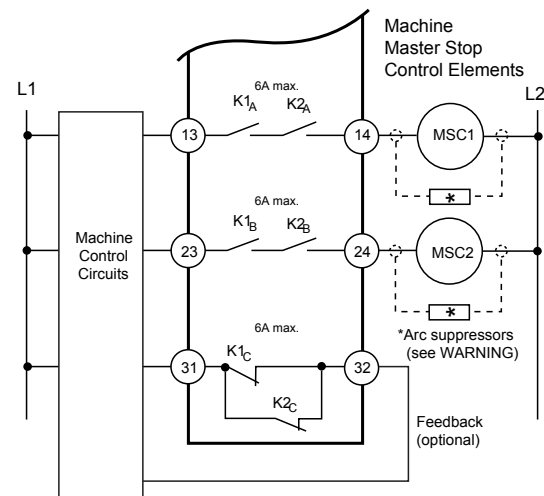 Machine
Master Stop
Control Elements
L1
L2
6A max.
K1A K2A
13
14
MSC1
*
6A max.
K1B K2B
Machine
Control
Circuits
23
24
MSC2
*
*Arc suppressors
(see WARNING)
6A max.
K1C
31
32
K2C
Feedback
(optional)